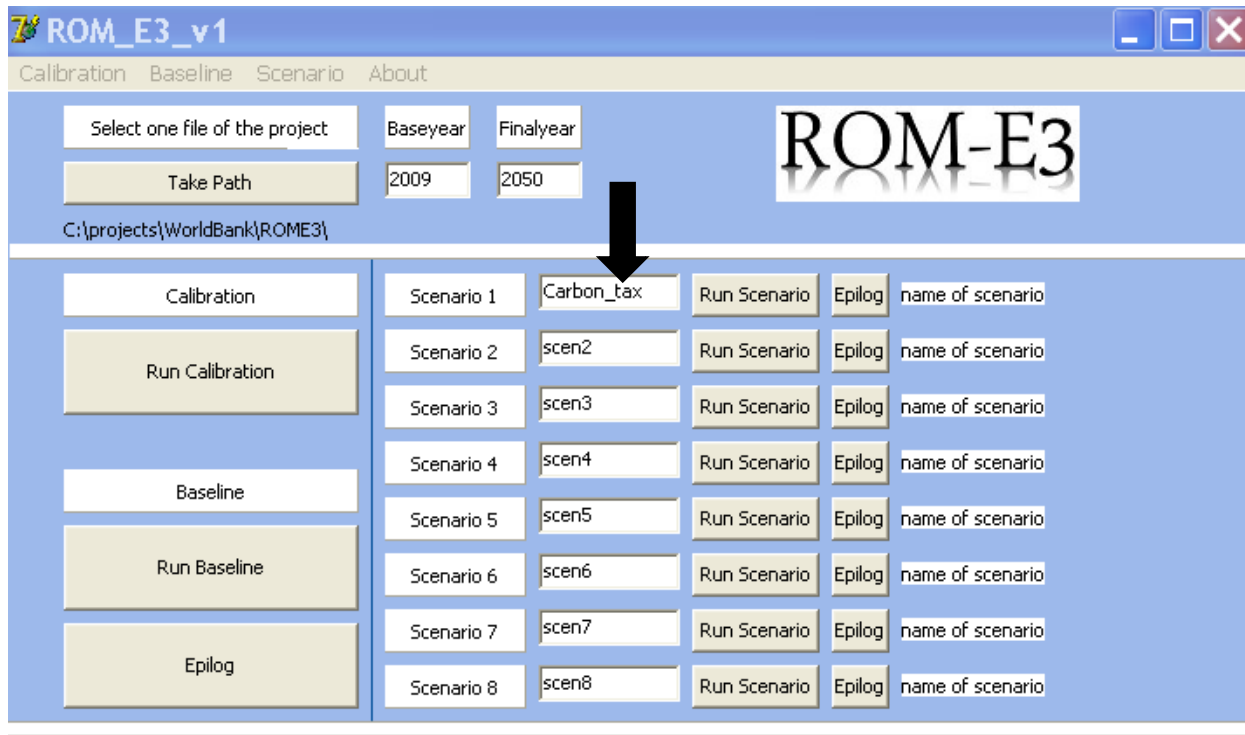 ROM_E3_v1
Calibration Baseline Scenario About
Select one file of the project Baseyear Finalyear
ROM-E3
Take Path 2009 2050
C:\projects\WorldBank\ROME3\
Calibration
Run Calibration
Baseline
Run Baseline
Epilog
Scenario 1 Carbon_tax Run Scenario Epilog name of scenario
Scenario 2 scen2 Run Scenario Epilog name of scenario
Scenario 3 scen3 Run Scenario Epilog name of scenario
Scenario 4 scen4 Run Scenario Epilog name of scenario
Scenario 5 scen5 Run Scenario Epilog name of scenario
Scenario 6 scen6 Run Scenario Epilog name of scenario
Scenario 7 scen7 Run Scenario Epilog name of scenario
Scenario 8 scen8 Run Scenario Epilog name of scenario